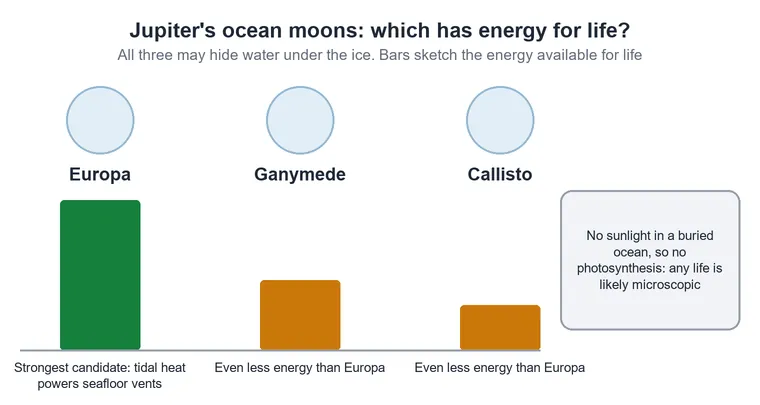 Jupiter's ocean moons: which has energy for life?
All three may hide water under the ice. Bars sketch the energy available for life
Europa
Ganymede
Callisto
No sunlight in a buried
ocean, so no
photosynthesis: any life is
likely microscopic
Strongest candidate: tidal heat
powers seafloor vents
Even less energy than Europa
Even less energy than Europa